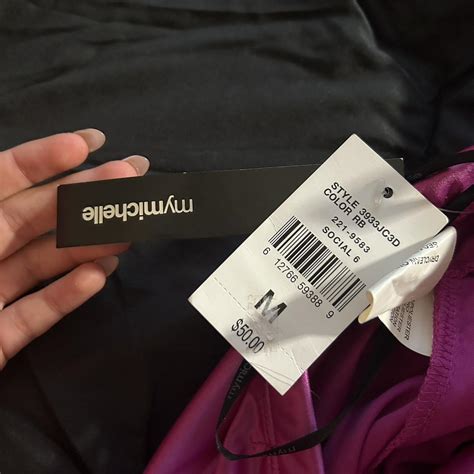 mymichelle
STYLE 3933JC3D
COLOR RB
221-9583
SOCIAL 6
6 12766 59388 9
M
$50.00